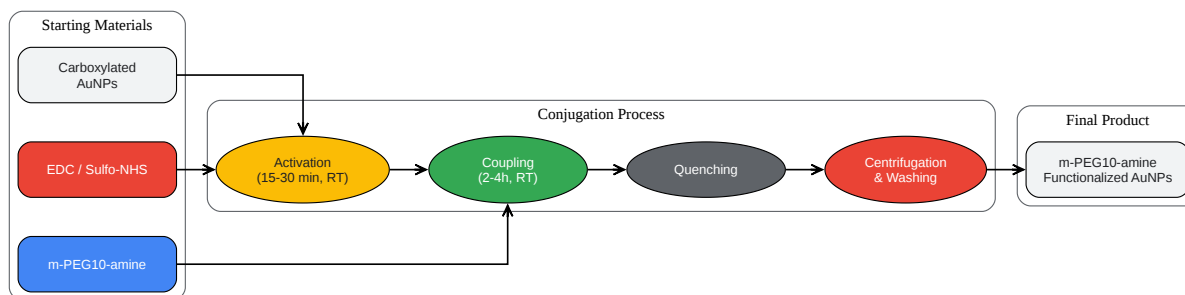 Starting Materials
Carboxylated
AuNPs
EDC / Sulfo-NHS
m-PEG10-amine
Conjugation Process
Activation
(15-30 min, RT)
Coupling
(2-4h, RT)
Quenching
Centrifugation
& Washing
Final Product
m-PEG10-amine
Functionalized AuNPs